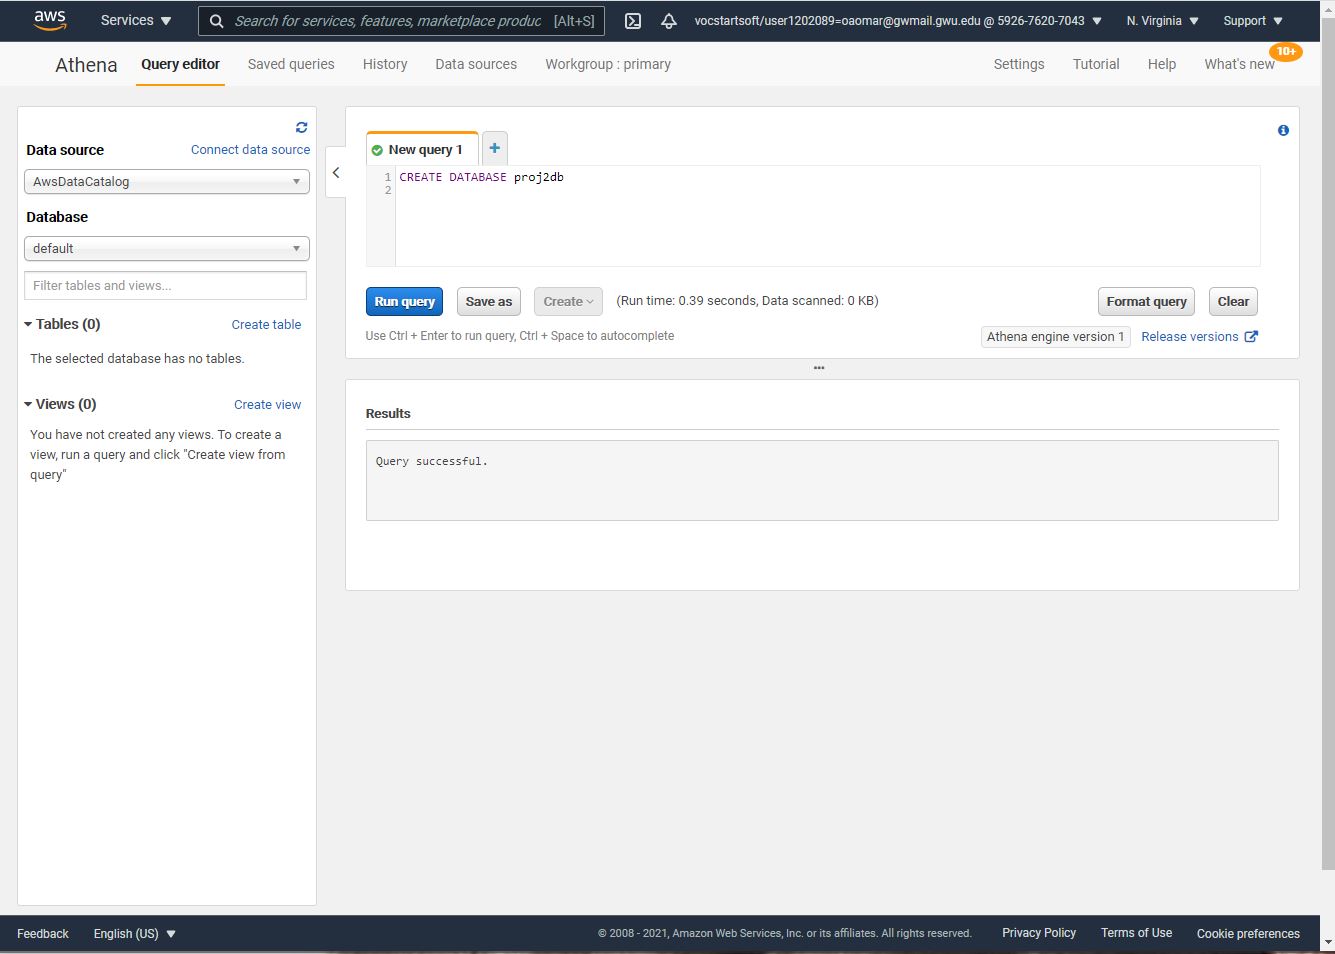 aws Services Search for services, features, marketplace produc [Alt+S] vocstartsoft/user1202089=oaomar@gwmail.gwu.edu @ 5926-7620-7043 N. Virginia Support
Athena Query editor Saved queries History Data sources Workgroup : primary Settings Tutorial Help What's new 10+
Data source Connect data source
AwsDataCatalog
Database
default
Filter tables and views...
Tables (0) Create table
The selected database has no tables.
Views (0) Create view
You have not created any views. To create a
view, run a query and click "Create view from
query"
New query 1 +
1 CREATE DATABASE proj2db
2
Run query Save as Create (Run time: 0.39 seconds, Data scanned: 0 KB) Format query Clear
Use Ctrl + Enter to run query, Ctrl + Space to autocomplete Athena engine version 1 Release versions
Results
Query successful.
Feedback English (US) © 2008 - 2021, Amazon Web Services, Inc. or its affiliates. All rights reserved. Privacy Policy Terms of Use Cookie preferences